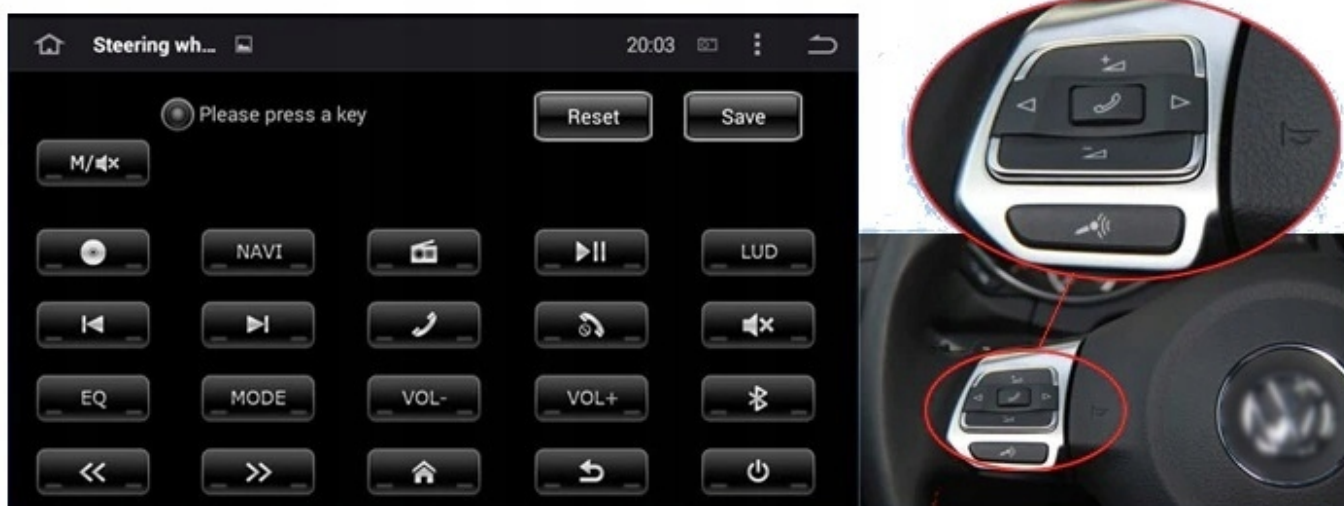 Steering wh... 20:03
Please press a key Reset Save
M/
NAVI LUD
EQ MODE VOL- VOL+